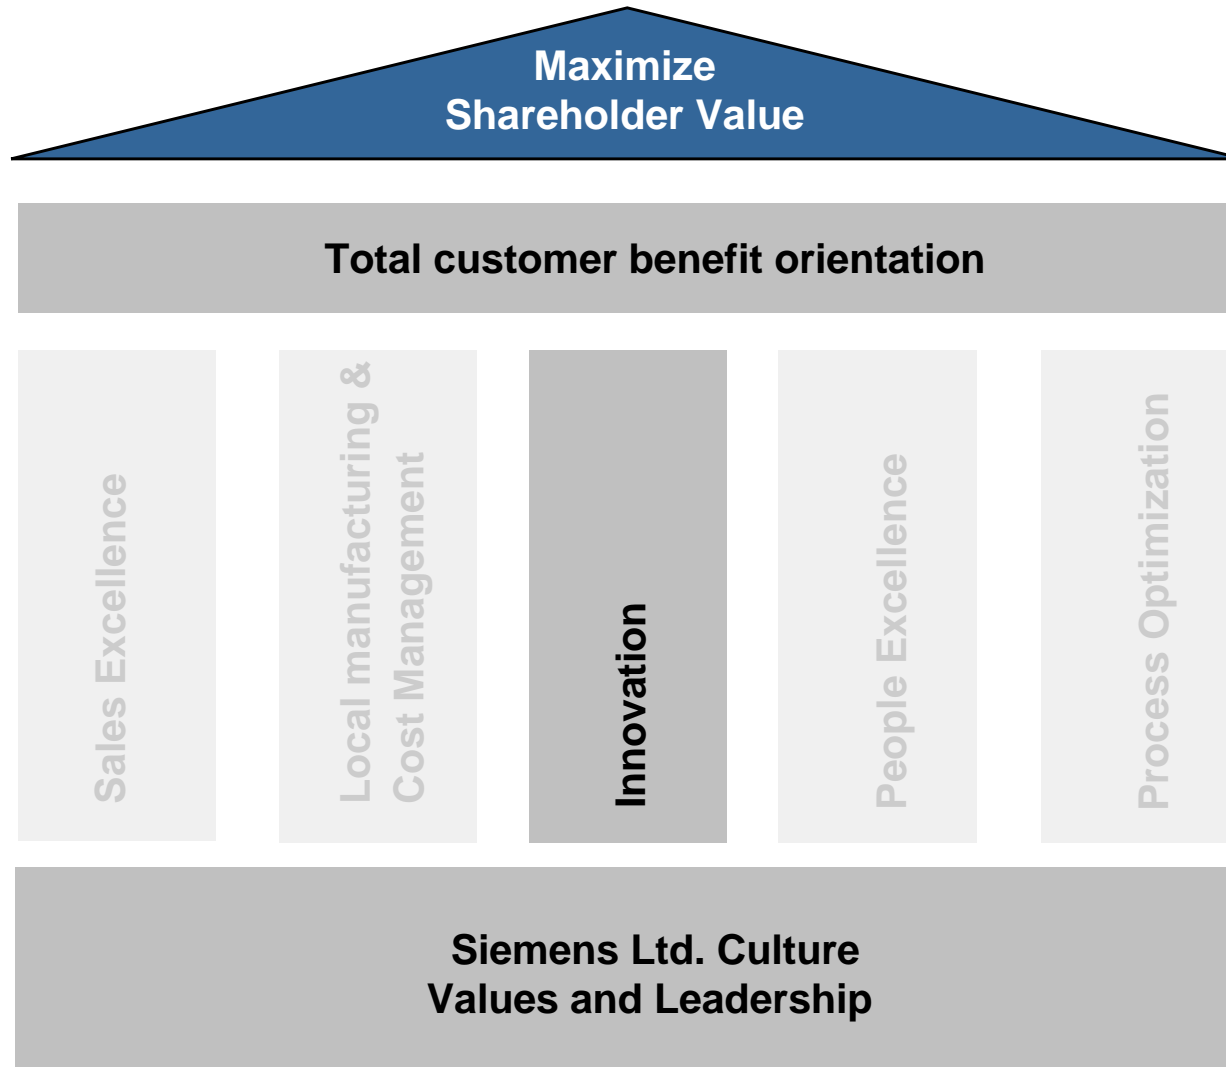 Maximize
Shareholder Value
Total customer benefit orientation
Sales Excellence
Local manufacturing &
Cost Management
Innovation
People Excellence
Process Optimization
Siemens Ltd. Culture
Values and Leadership